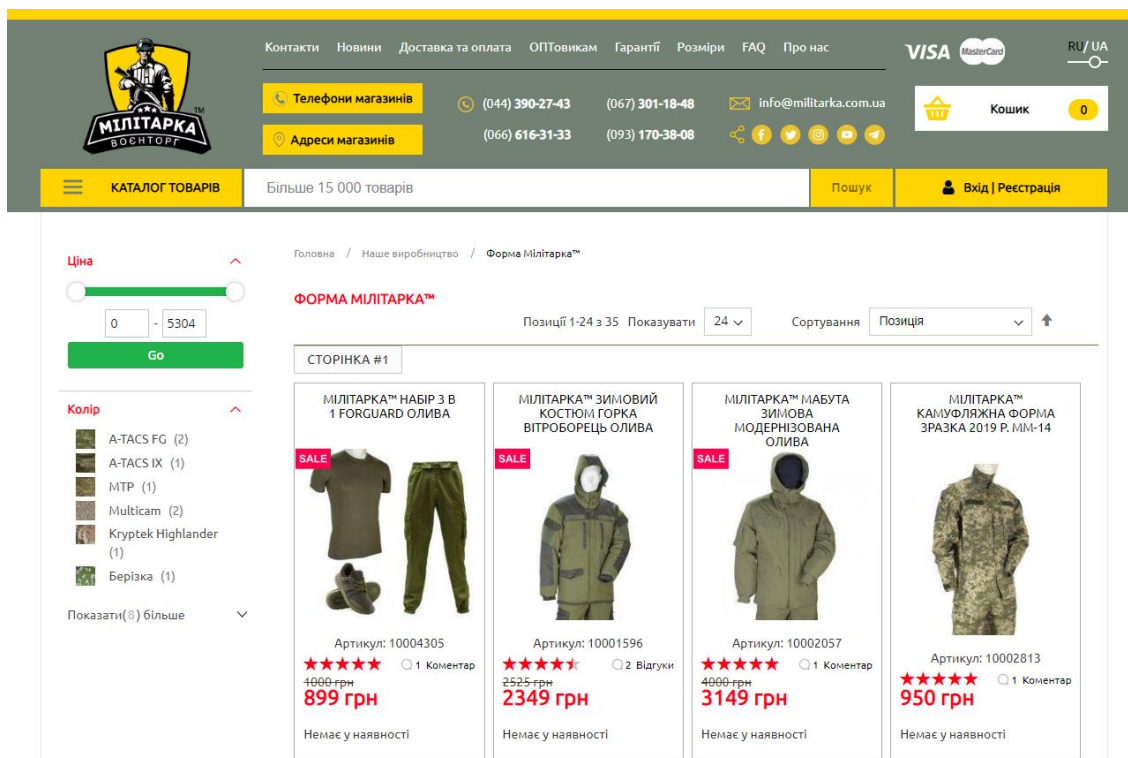 Контакти Новини Доставка та оплата ОПТовикам Гарантії Розміри FAQ Про нас
VISA MasterCard RU/ UA
МІЛІТАРКА TM
ВОЄНТОРГ
Телефони магазинів
(044) 390-27-43 (067) 301-18-48 info@militarka.com.ua
Кошик 0
Адреси магазинів
(066) 616-31-33 (093) 170-38-08
КАТАЛОГ ТОВАРІВ
Більше 15 000 товарів
Пошук
Вхід | Реєстрація
Головна / Наше виробництво / Форма Мілітарка™
Ціна
0 - 5304
Go
Колір
A-TACS FG (2)
A-TACS IX (1)
MTP (1)
Multicam (2)
Kryptek Highlander
(1)
Берізка (1)
Показати(8) більше
ФОРМА МІЛІТАРКА™
Позиції 1-24 з 35 Показувати 24 Сортування Позиція
СТОРІНКА #1
МІЛІТАРКА™ НАБІР 3 В
1 FORGUARD ОЛИВА
SALE
Артикул: 10004305
1 Коментар
1000 грн
899 грн
Немає у наявності
МІЛІТАРКА™ ЗИМОВИЙ
КОСТЮМ ГОРКА
ВІТРОБОРЕЦЬ ОЛИВА
SALE
Артикул: 10001596
2 Відгуки
2525 грн
2349 грн
Немає у наявності
МІЛІТАРКА™ МАБУТА
ЗИМОВА
МОДЕРНІЗОВАНА
ОЛИВА
SALE
Артикул: 10002057
1 Коментар
4000 грн
3149 грн
Немає у наявності
МІЛІТАРКА™
КАМУФЛЯЖНА ФОРМА
ЗРАЗКА 2019 Р. ММ-14
Артикул: 10002813
1 Коментар
950 грн
Немає у наявності